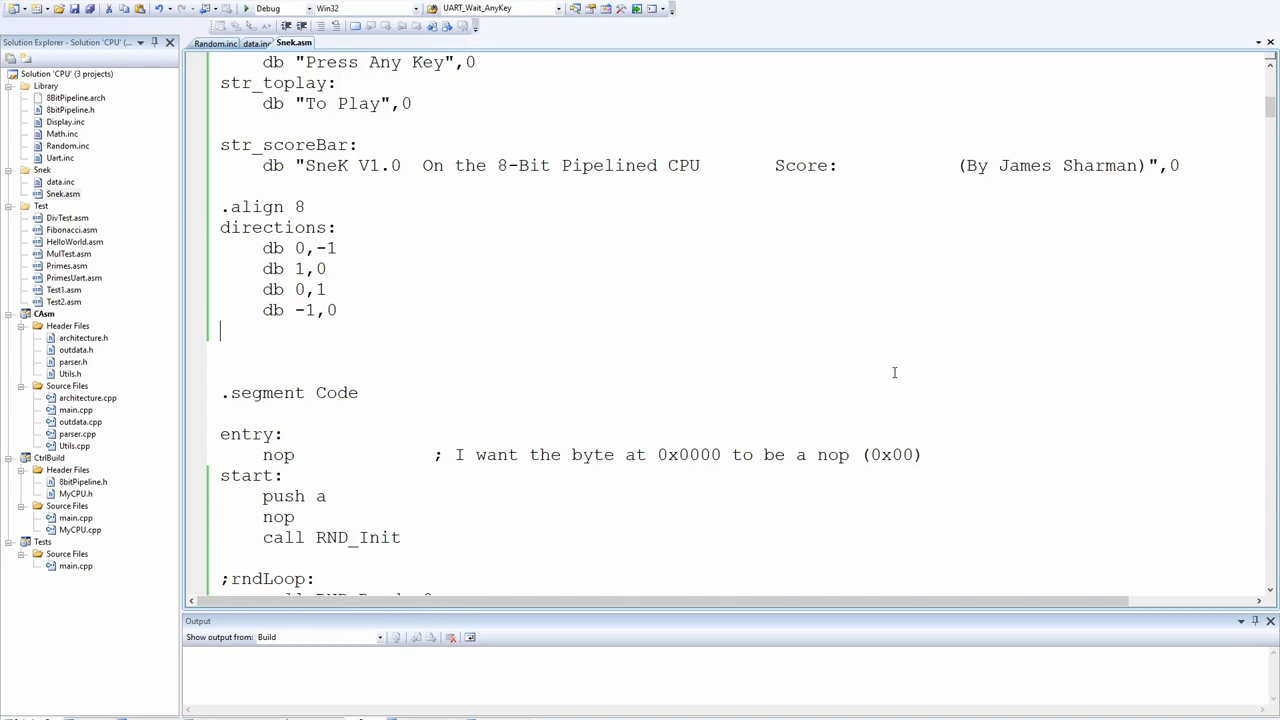 Debug Win32 UART_Wait_AnyKey
Solution Explorer - Solution 'CPU' (...
Random.inc data.inc Snek.asm
Solution 'CPU' (3 projects)
Library
8BitPipeline.arch
8bitPipeline.h
Display.inc
Math.inc
Random.inc
Uart.inc
Snek
data.inc
Snek.asm
Test
DivTest.asm
Fibonacci.asm
HelloWorld.asm
MulTest.asm
Primes.asm
PrimesUart.asm
Test1.asm
Test2.asm
CAsm
Header Files
architecture.h
outdata.h
parser.h
Utils.h
Source Files
architecture.cpp
main.cpp
outdata.cpp
parser.cpp
Utils.cpp
CtrlBuild
Header Files
8bitPipeline.h
MyCPU.h
Source Files
main.cpp
MyCPU.cpp
Tests
Source Files
main.cpp
db "Press Any Key",0
str_toplay:
db "To Play",0
str_scoreBar:
db "SneK V1.0  On the 8-Bit Pipelined CPU       Score:           (By James Sharman)",0
.align 8
directions:
db 0,-1
db 1,0
db 0,1
db -1,0
.segment Code
entry:
nop             ; I want the byte at 0x0000 to be a nop (0x00)
start:
push a
nop
call RND_Init
;rndLoop:
Output
Show output from: Build